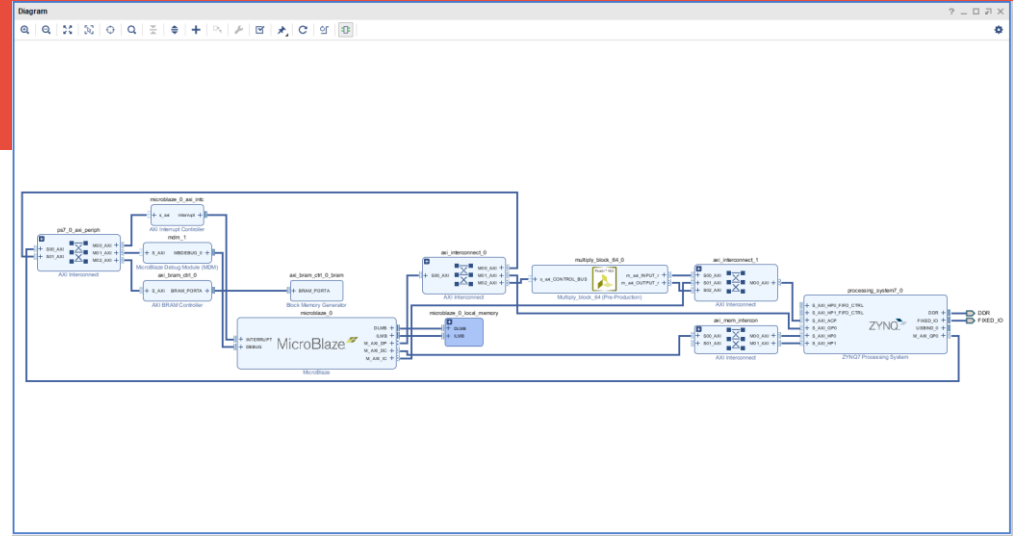 Diagram
ps7_0_axi_periph
S00_AXI
S01_AXI
M00_AXI
M01_AXI
M02_AXI
AXI Interconnect
microblaze_0_axi_intc
s_axi
interrupt
AXI Interrupt Controller
mdm_1
S_AXI
MBDEBUG_0
MicroBlaze Debug Module (MDM)
axi_bram_ctrl_0
S_AXI
BRAM_PORTA
AXI BRAM Controller
axi_bram_ctrl_0_bram
BRAM_PORTA
Block Memory Generator
microblaze_0
INTERRUPT
DEBUG
MicroBlaze
DLMB
ILMB
M_AXI_DP
M_AXI_DC
M_AXI_IC
MicroBlaze
axi_interconnect_0
S00_AXI
M00_AXI
M01_AXI
M02_AXI
AXI Interconnect
microblaze_0_local_memory
DLMB
ILMB
multiply_block_64_0
s_axi_CONTROL_BUS
m_axi_INPUT_r
m_axi_OUTPUT_r
Multiply_block_64 (Pre-Production)
axi_interconnect_1
S00_AXI
S01_AXI
S02_AXI
M00_AXI
AXI Interconnect
axi_mem_intercon
S00_AXI
S01_AXI
M00_AXI
M01_AXI
AXI Interconnect
processing_system7_0
S_AXI_HP0_FIFO_CTRL
S_AXI_HP1_FIFO_CTRL
S_AXI_ACP
S_AXI_GP0
S_AXI_HP0
S_AXI_HP1
ZYNQ
DDR
FIXED_IO
USBIND_0
M_AXI_GP0
ZYNQ7 Processing System
DDR
FIXED_IO